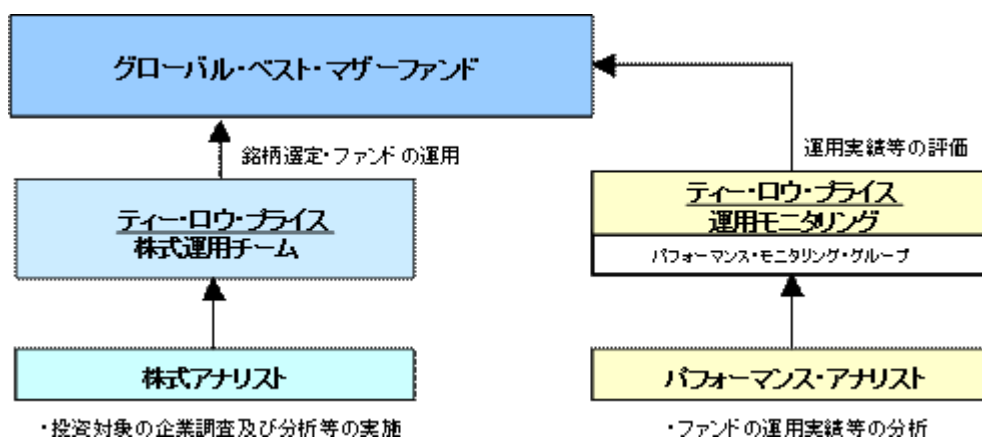 グローバル・ベスト・マザーファンド
銘柄選定・ファンドの運用
運用実績等の評価
ティー・ロウ・プライス
株式運用チーム
ティー・ロウ・プライス
運用モニタリング
パフォーマンス・モニタリング・グループ
株式アナリスト
パフォーマンス・アナリスト
・投資対象の企業調査及び分析等の実施
・ファンドの運用実績等の分析